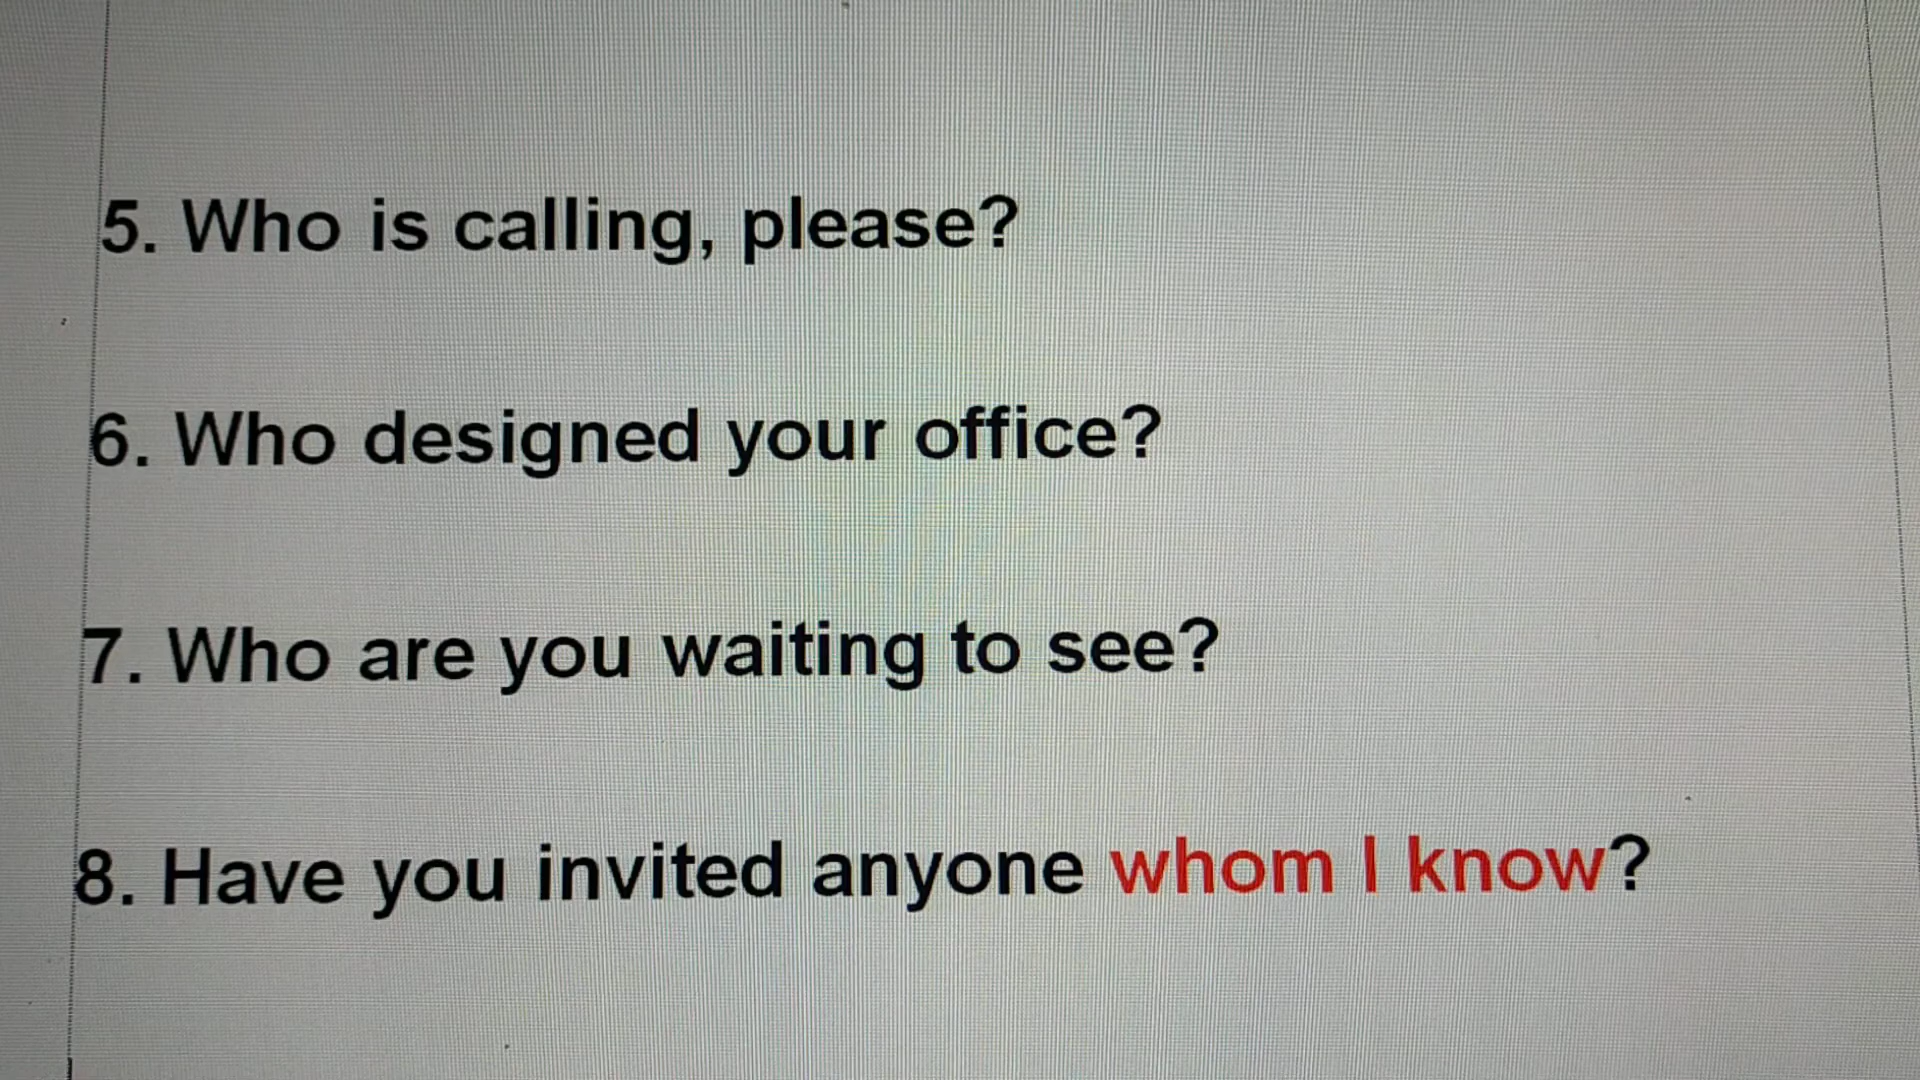 5. Who is calling, please?
6. Who designed your office?
7. Who are you waiting to see?
8. Have you invited anyone whom I know?